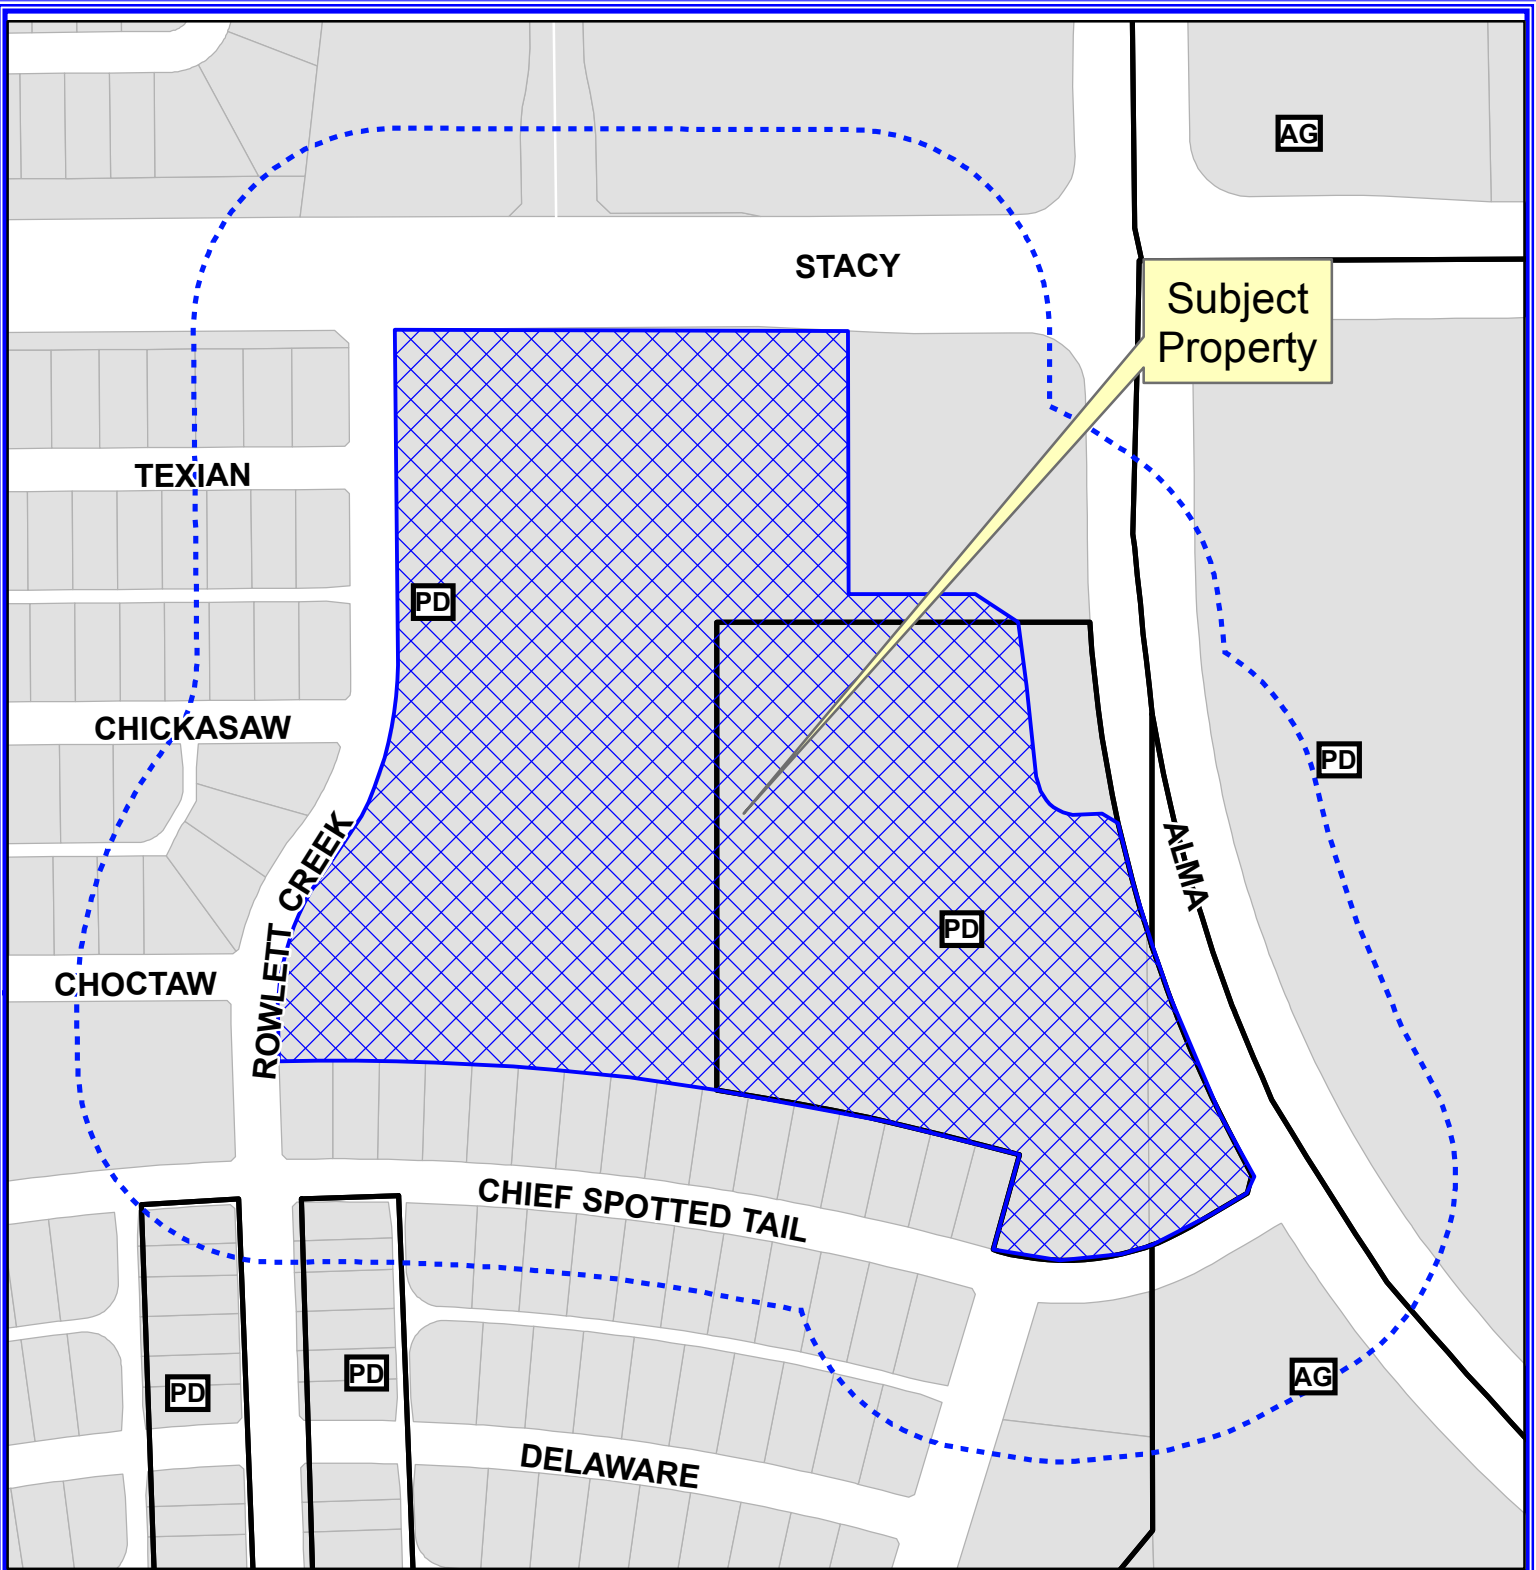 AG
STACY
Subject
Property
TEXIAN
PD
CHICKASAW
PD
ROWLETT CREEK
ALMA
PD
CHOCTAW
CHIEF SPOTTED TAIL
PD
PD
AG
DELAWARE